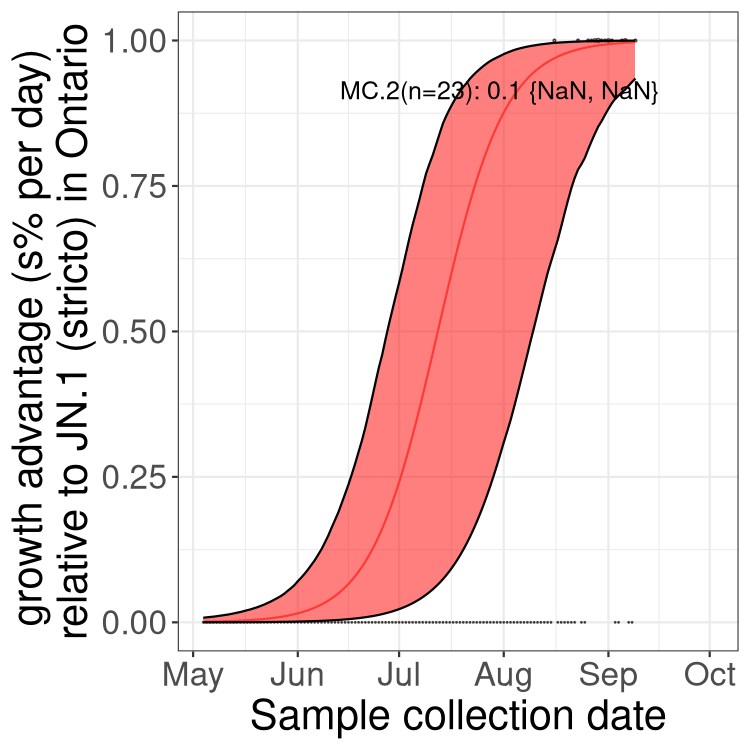 growth advantage (s% per day)
relative to JN.1 (stricto) in Ontario
1.00
0.75
0.50
0.25
0.00
MC.2(n=23): 0.1 {NaN, NaN}
May Jun Jul Aug Sep Oct
Sample collection date